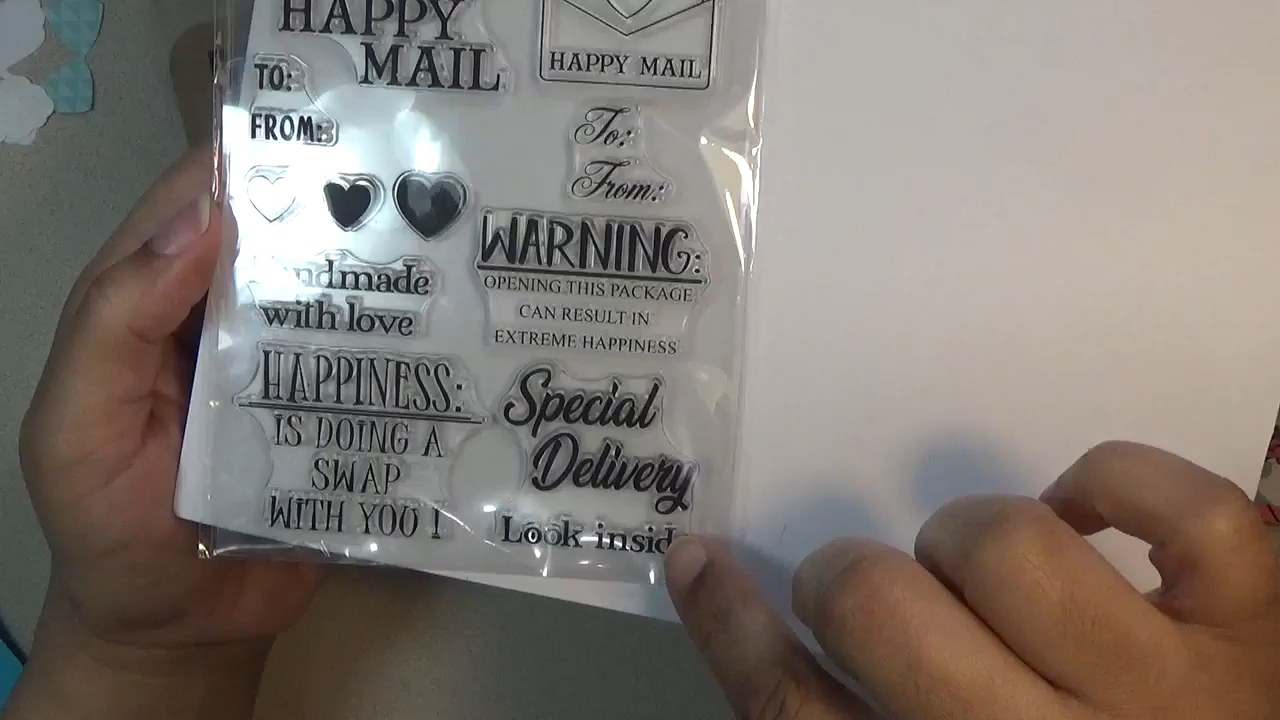 HAPPY
MAIL
HAPPY MAIL
TO:
FROM:
To:
From:
WARNING:
OPENING THIS PACKAGE
CAN RESULT IN
EXTREME HAPPINESS
with love
HAPPINESS:
IS DOING A
SWAP
WITH YOU!
Special
Delivery
Look